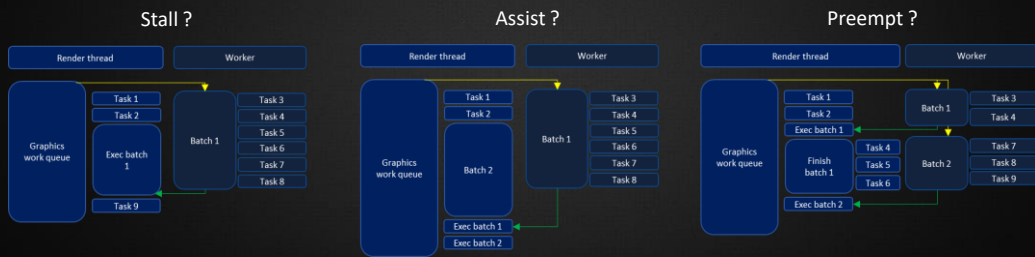 Stall ?
Render thread
Worker
Graphics
work queue
Task 1
Task 2
Exec batch
1
Task 9
Batch 1
Task 3
Task 4
Task 5
Task 6
Task 7
Task 8
Assist ?
Render thread
Worker
Graphics
work queue
Task 1
Task 2
Batch 2
Exec batch 1
Exec batch 2
Batch 1
Task 3
Task 4
Task 5
Task 6
Task 7
Task 8
Preempt ?
Render thread
Worker
Graphics
work queue
Task 1
Task 2
Exec batch 1
Finish
batch 1
Task 4
Task 5
Task 6
Exec batch 2
Batch 1
Task 3
Task 4
Batch 2
Task 7
Task 8
Task 9